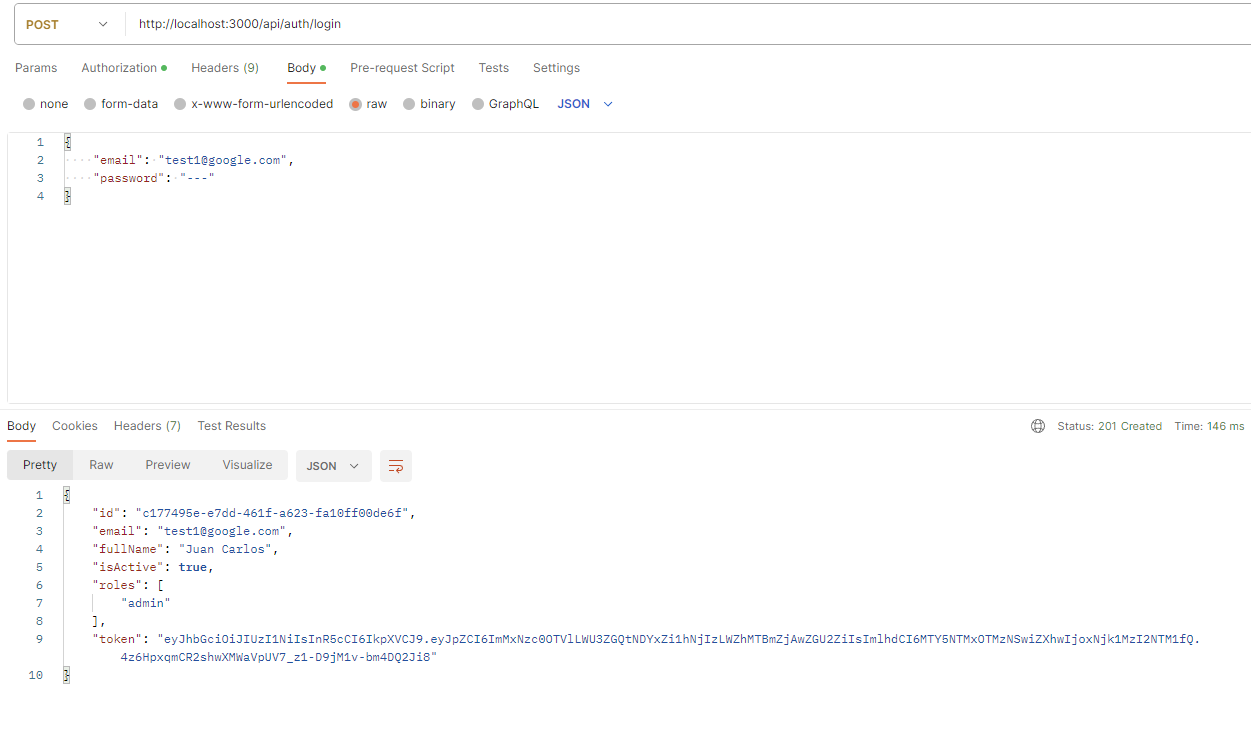 POST http://localhost:3000/api/auth/login
Params Authorization Headers (9) Body Pre-request Script Tests Settings
none form-data x-www-form-urlencoded raw binary GraphQL JSON
1 {
2 "email": "test1@google.com",
3 "password": "---"
4 }
Body Cookies Headers (7) Test Results Status: 201 Created Time: 146 ms
Pretty Raw Preview Visualize JSON
1 {
2 "id": "c177495e-e7dd-461f-a623-fa10ff00de6f",
3 "email": "test1@google.com",
4 "fullName": "Juan Carlos",
5 "isActive": true,
6 "roles": [
7 "admin"
8 ],
9 "token": "eyJhbGciOiJIUzI1NiIsInR5cCI6IkpXVCJ9.eyJpZCI6ImMxNzc0OTVlLWU3ZGQtNDYxZi1hNjIzLWZhMTBmZjAwZGU2ZiIsImlhdCI6MTY5NTMxOTMzNSwiZXhwIjoxNjk1MzI2NTM1fQ.
4z6HpxqmCR2shwXMWaVpUV7_z1-D9jM1v-bm4DQ2Ji8"
10 }